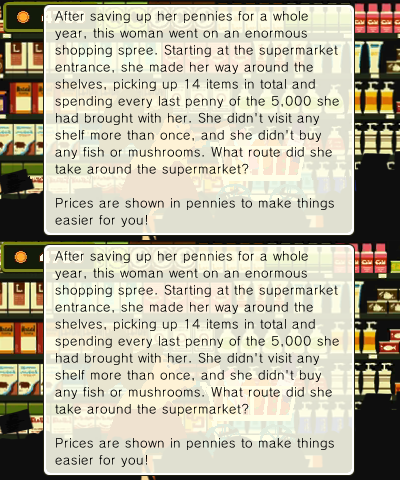 After saving up her pennies for a whole
year, this woman went on an enormous
shopping spree. Starting at the supermarket
entrance, she made her way around the
shelves, picking up 14 items in total and
spending every last penny of the 5,000 she
had brought with her. She didn't visit any
shelf more than once, and she didn't buy
any fish or mushrooms. What route did she
take around the supermarket?
Prices are shown in pennies to make things
easier for you!
After saving up her pennies for a whole
year, this woman went on an enormous
shopping spree. Starting at the supermarket
entrance, she made her way around the
shelves, picking up 14 items in total and
spending every last penny of the 5,000 she
had brought with her. She didn't visit any
shelf more than once, and she didn't buy
any fish or mushrooms. What route did she
take around the supermarket?
Prices are shown in pennies to make things
easier for you!